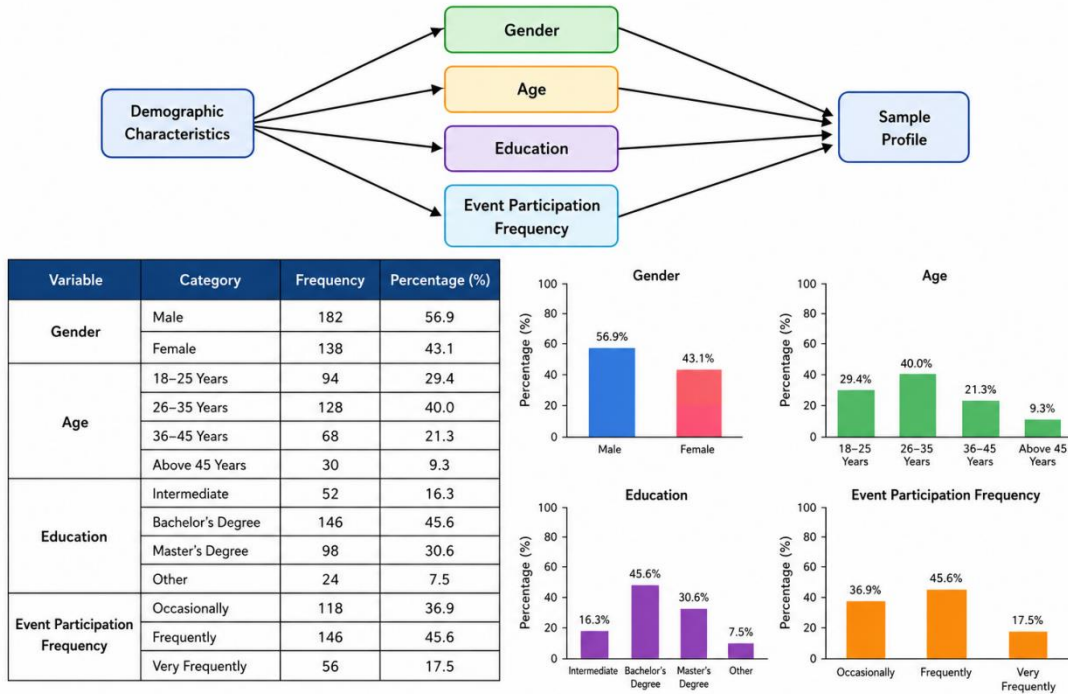 Demographic
Characteristics
Gender
Age
Education
Event Participation
Frequency
Sample
Profile
Variable Category Frequency Percentage (%)
Gender
Male 182 56.9
Female 138 43.1
Age
18–25 Years 94 29.4
26–35 Years 128 40.0
36–45 Years 68 21.3
Above 45 Years 30 9.3
Education
Intermediate 52 16.3
Bachelor's Degree 146 45.6
Master's Degree 98 30.6
Other 24 7.5
Event Participation
Frequency
Occasionally 118 36.9
Frequently 146 45.6
Very Frequently 56 17.5
Gender
Percentage (%)
100
80
60
40
20
0
56.9%
43.1%
Male Female
Age
Percentage (%)
100
80
60
40
20
0
29.4%
40.0%
21.3%
9.3%
18–25 26–35 36–45 Above 45
Years Years Years Years
Education
Percentage (%)
100
80
60
40
20
0
16.3%
45.6%
30.6%
7.5%
Intermediate Bachelor's Master's Other
Degree Degree
Event Participation Frequency
Percentage (%)
100
80
60
40
20
0
36.9%
45.6%
17.5%
Occasionally Frequently Very
Frequently